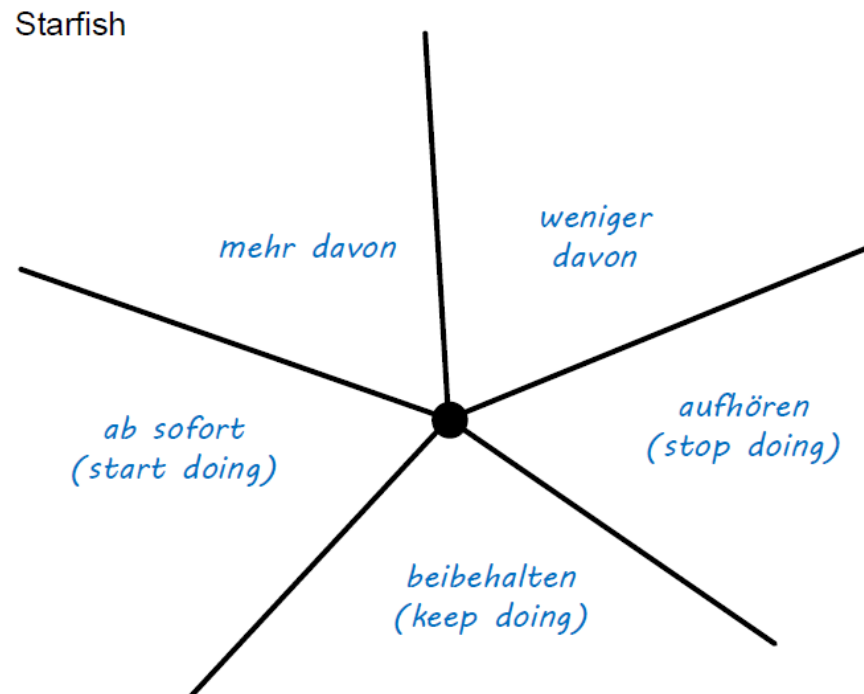 Starfish
mehr davon
weniger
davon
ab sofort
(start doing)
aufhören
(stop doing)
beibehalten
(keep doing)